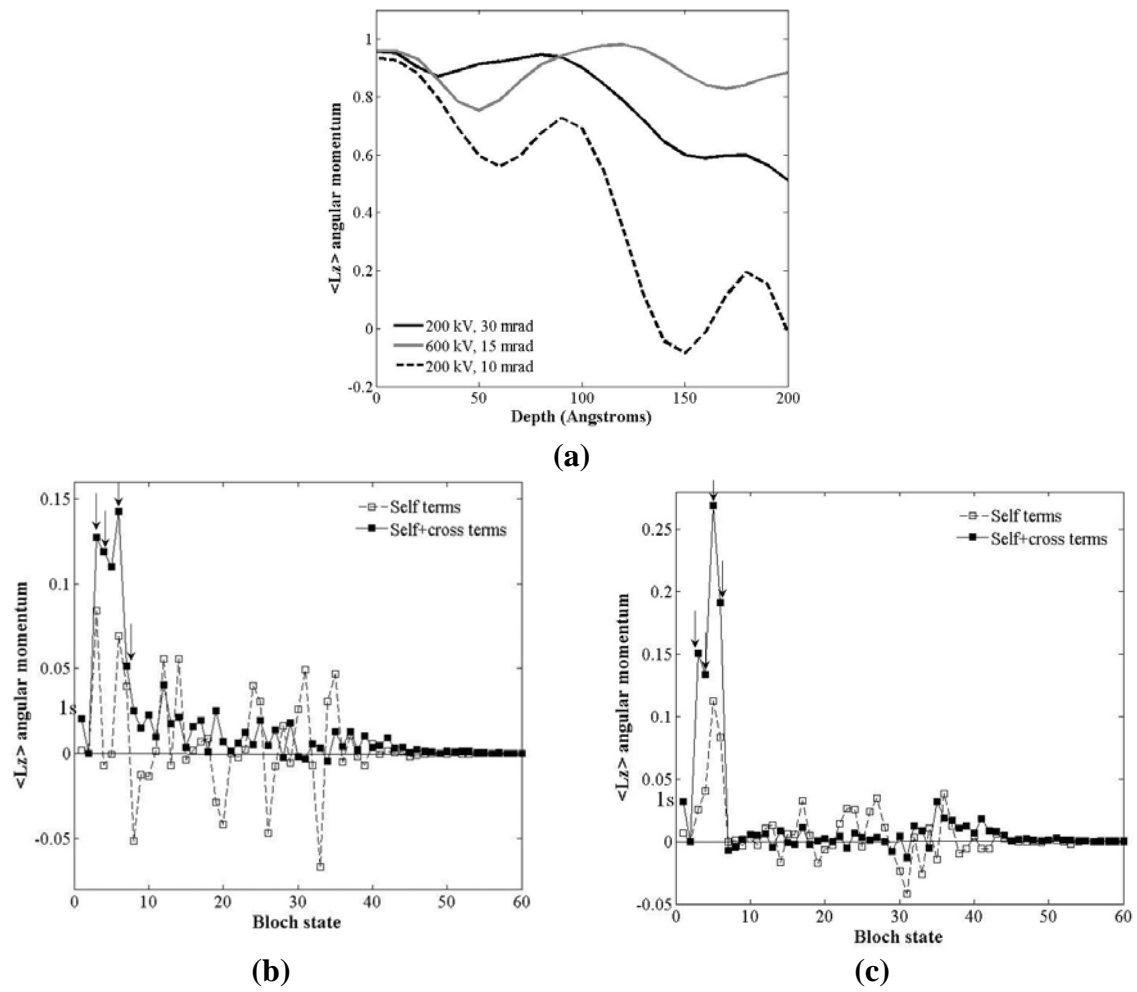 1
0.8
0.6
0.4
0.2
0
-0.2
<Lz> angular momentum
200 kV, 30 mrad
600 kV, 15 mrad
200 kV, 10 mrad
0 50 100 150 200
Depth (Angstroms)
(a)
0.15
0.1
0.05
0
-0.05
<Lz> angular momentum
1s
Self terms
Self+cross terms
0 10 20 30 40 50 60
Bloch state
(b)
0.25
0.2
0.15
0.1
0.05
0
-0.05
<Lz> angular momentum
1s
Self terms
Self+cross terms
0 10 20 30 40 50 60
Bloch state
(c)